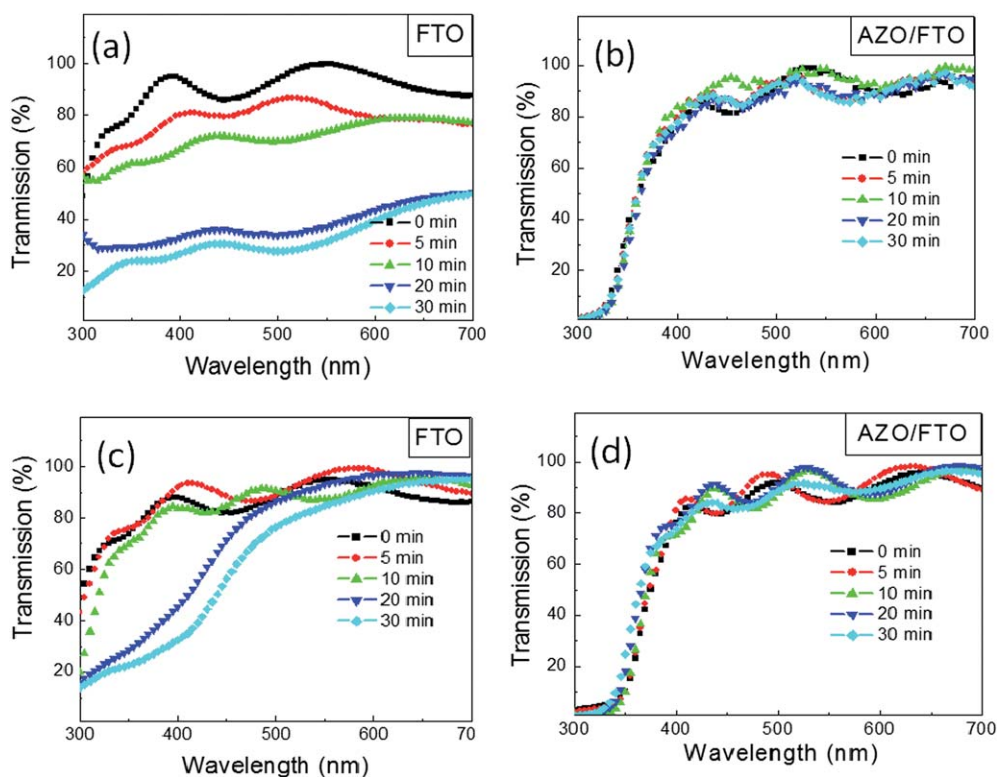 (a)
FTO
Tranmission (%)
100
80
60
40
20
0 min
5 min
10 min
20 min
30 min
300 400 500 600 700
Wavelength (nm)
(b)
AZO/FTO
Tranmission (%)
100
80
60
40
20
0 min
5 min
10 min
20 min
30 min
300 400 500 600 700
Wavelength (nm)
(c)
FTO
Transmission (%)
100
80
60
40
20
0 min
5 min
10 min
20 min
30 min
300 400 500 600 70
Wavelength (nm)
(d)
AZO/FTO
Transmission (%)
100
80
60
40
20
0 min
5 min
10 min
20 min
30 min
300 400 500 600 700
Wavelength (nm)